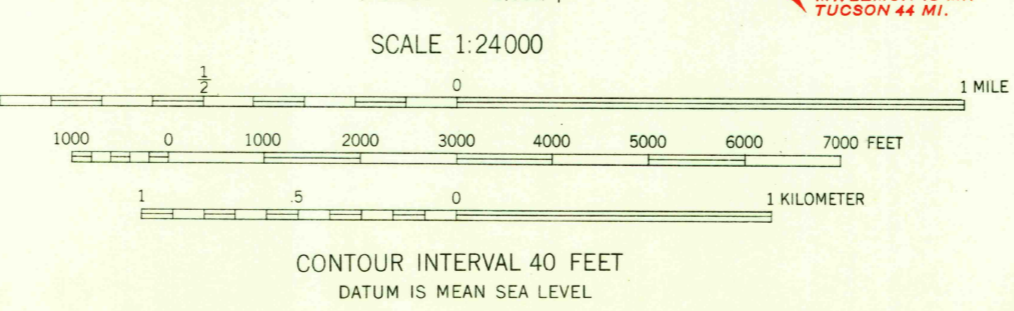 TUCSON 44 MI.
SCALE 1:24000
1/2 0 1 MILE
1000 0 1000 2000 3000 4000 5000 6000 7000 FEET
1 .5 0 1 KILOMETER
CONTOUR INTERVAL 40 FEET
DATUM IS MEAN SEA LEVEL